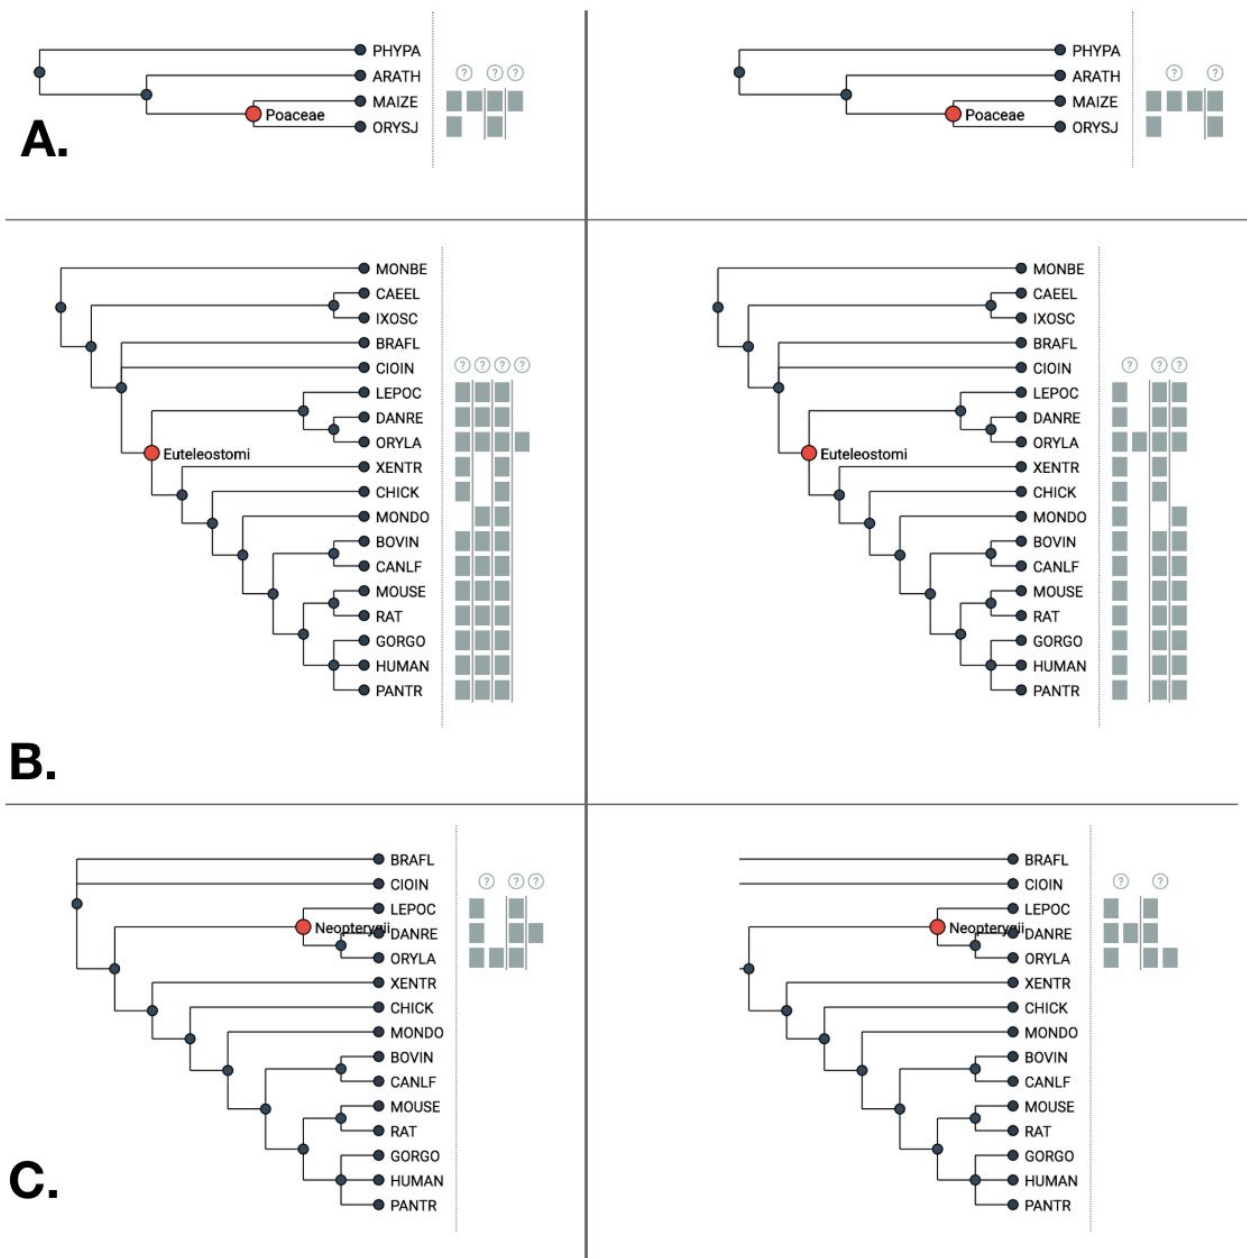 PHYPA
ARATH
? ? ?
MAIZE
Poaceae
ORYSJ
A.
PHYPA
ARATH
? ?
MAIZE
Poaceae
ORYSJ
MONBE
CAEEL
IXOSC
BRAFL
CIOIN
? ? ? ?
LEPOC
DANRE
ORYLA
Euteleostomi
XENTR
CHICK
MONDO
BOVIN
CANLF
MOUSE
RAT
GORGO
HUMAN
PANTR
B.
MONBE
CAEEL
IXOSC
BRAFL
CIOIN
? ? ?
LEPOC
DANRE
ORYLA
Euteleostomi
XENTR
CHICK
MONDO
BOVIN
CANLF
MOUSE
RAT
GORGO
HUMAN
PANTR
BRAFL
CIOIN
? ? ?
LEPOC
Neopterygii
DANRE
ORYLA
XENTR
CHICK
MONDO
BOVIN
CANLF
MOUSE
RAT
GORGO
HUMAN
PANTR
C.
BRAFL
CIOIN
? ?
LEPOC
Neopterygii
DANRE
ORYLA
XENTR
CHICK
MONDO
BOVIN
CANLF
MOUSE
RAT
GORGO
HUMAN
PANTR